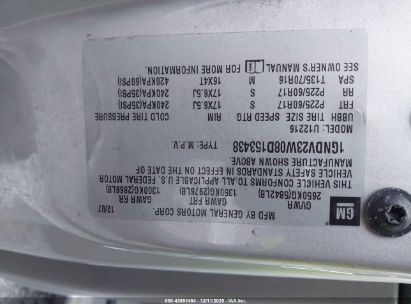 MFD BY GENERAL MOTORS CORP
12/07
GVWR
GAWR FRT
GAWR RR
2650KG(5842LB)
1350KG(2976LB)
1300KG(2866LB)
THIS VEHICLE CONFORMS TO ALL APPLICABLE U.S. FEDERAL MOTOR
VEHICLE SAFETY STANDARDS IN EFFECT ON THE DATE OF
MANUFACTURE SHOWN ABOVE.
1GNDV23W08D153438
TYPE: M.P.V.
MODEL: U12216
UBBH
TIRE SIZE
SPEED RTG
RIM
COLD TIRE PRESSURE
FRT
P225/60R17
S
17X6.5J
240KPA(35PSI)
RR
P225/60R17
S
17X6.5J
240KPA(35PSI)
SPA
T135/70R16
M
16X4T
420KPA(60PSI)
SEE OWNER'S MANUAL FOR MORE INFORMATION.
GM